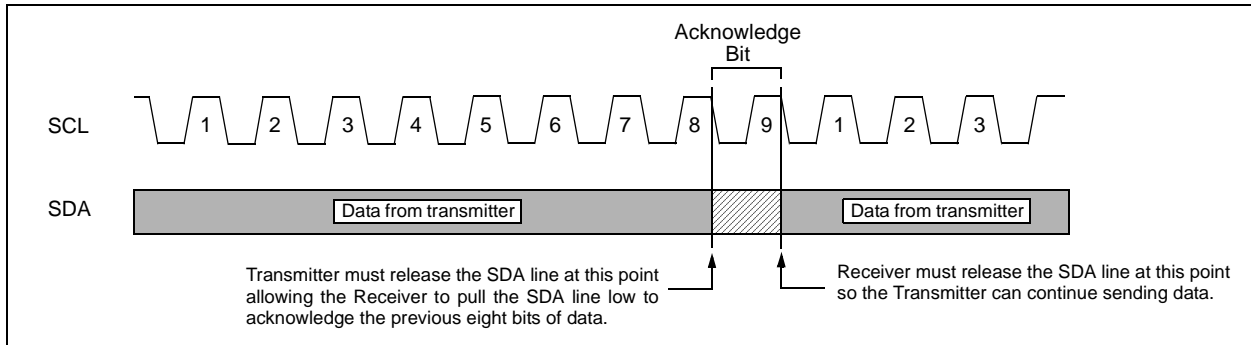 Acknowledge
Bit
SCL 1 2 3 4 5 6 7 8 9 1 2 3
SDA Data from transmitter Data from transmitter
Transmitter must release the SDA line at this point
allowing the Receiver to pull the SDA line low to
acknowledge the previous eight bits of data.
Receiver must release the SDA line at this point
so the Transmitter can continue sending data.